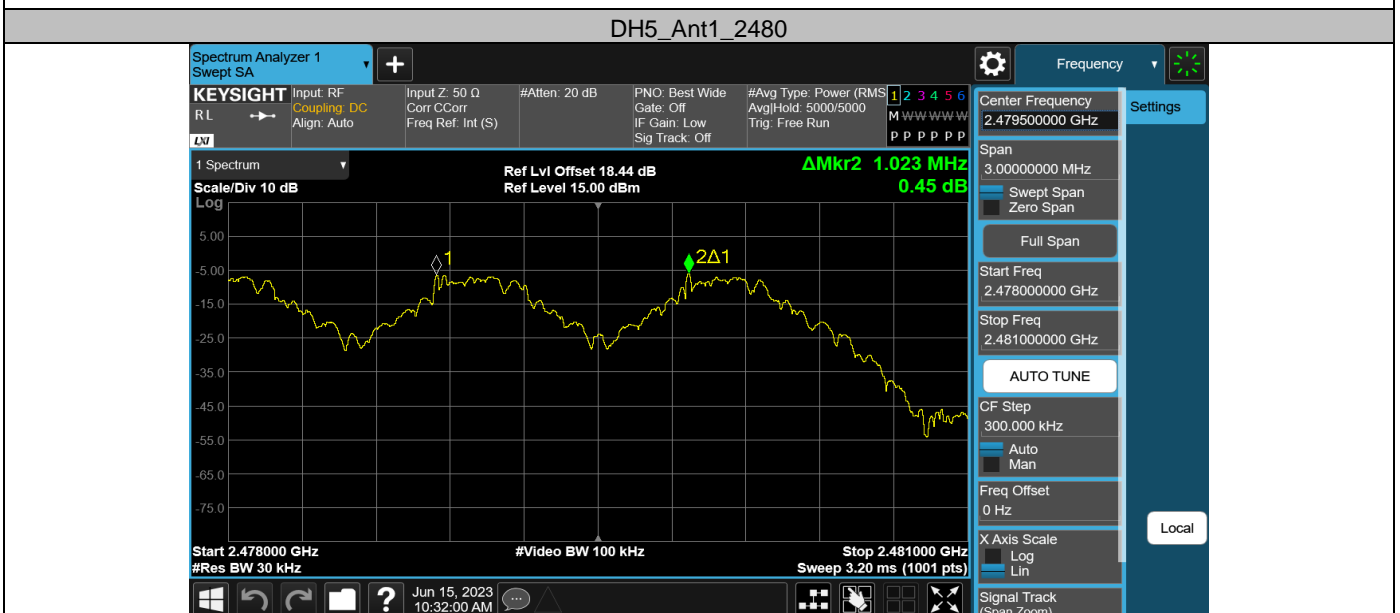 DH5_Ant1_2480
Spectrum Analyzer 1
Swept SA
Frequency
KEYSIGHT
RL
LXI
Input: RF
Coupling: DC
Align: Auto
Input Z: 50 Ω
Corr CCorr
Freq Ref: Int (S)
#Atten: 20 dB
PNO: Best Wide
Gate: Off
IF Gain: Low
Sig Track: Off
#Avg Type: Power (RMS
Avg|Hold: 5000/5000
Trig: Free Run
1 2 3 4 5 6
M W W W W W
P P P P P P
1 Spectrum
Scale/Div 10 dB
Log
Ref Lvl Offset 18.44 dB
Ref Level 15.00 dBm
ΔMkr2 1.023 MHz
0.45 dB
5.00
-5.00
-15.0
-25.0
-35.0
-45.0
-55.0
-65.0
-75.0
1
2Δ1
Start 2.478000 GHz
#Res BW 30 kHz
#Video BW 100 kHz
Stop 2.481000 GHz
Sweep 3.20 ms (1001 pts)
Jun 15, 2023
10:32:00 AM
Center Frequency
2.479500000 GHz
Settings
Span
3.00000000 MHz
Swept Span
Zero Span
Full Span
Start Freq
2.478000000 GHz
Stop Freq
2.481000000 GHz
AUTO TUNE
CF Step
300.000 kHz
Auto
Man
Freq Offset
0 Hz
Local
X Axis Scale
Log
Lin
Signal Track
(Span Zoom)